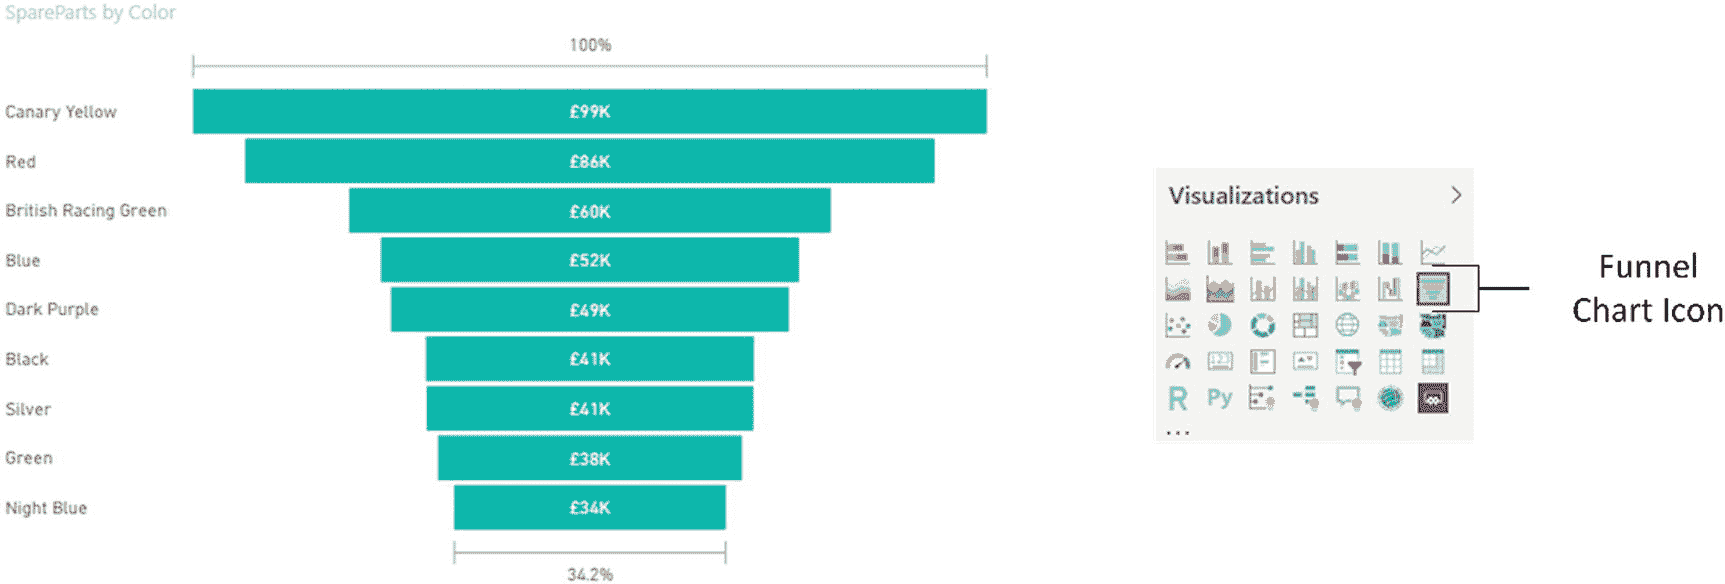 SpareParts by Color
100%
Canary Yellow £99K
Red £86K
British Racing Green £60K
Blue £52K
Dark Purple £49K
Black £41K
Silver £41K
Green £38K
Night Blue £34K
34.2%
Visualizations
R Py
...
Funnel
Chart Icon